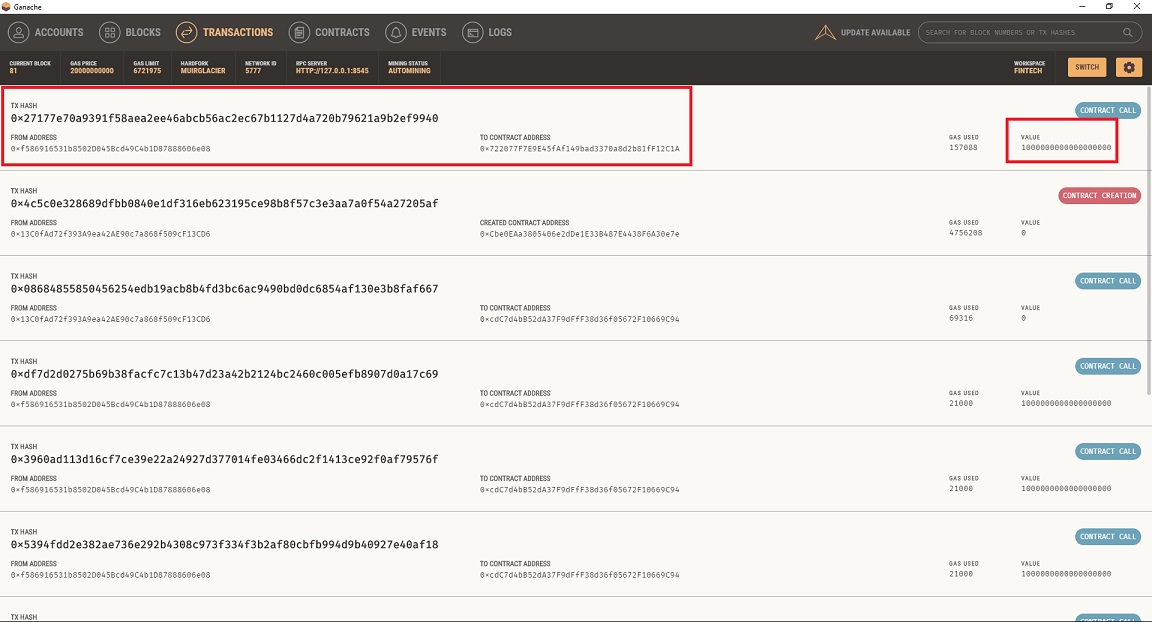 Ganache
ACCOUNTS BLOCKS TRANSACTIONS CONTRACTS EVENTS LOGS UPDATE AVAILABLE SEARCH FOR BLOCK NUMBERS OR TX HASHES
CURRENT BLOCK GAS PRICE GAS LIMIT HARDFORK NETWORK ID RPC SERVER MINING STATUS WORKSPACE
81 20000000000 6721975 MUIRGLACIER 5777 HTTP://127.0.0.1:8545 AUTOMINING FINTECH SWITCH
TX HASH
0×27177e70a9391f58aea2ee46abcb56ac2ec67b1127d4a720b79621a9b2ef9940 CONTRACT CALL
FROM ADDRESS TO CONTRACT ADDRESS GAS USED VALUE
0×f586916531b8502D045Bcd49C4b1D87888606e08 0×722077F7E9E45fAf149bad3370a8d2b81fF12C1A 157088 1000000000000000000
TX HASH
0×4c5c0e328689dfbb0840e1df316eb623195ce98b8f57c3e3aa7a0f54a27205af CONTRACT CREATION
FROM ADDRESS CREATED CONTRACT ADDRESS GAS USED VALUE
0×13C0fAd72f393A9ea42AE90c7a868f509cF13CD6 0×Cbe0EAa3805406e2dDe1E33B487E4438F6A30e7e 4756208 0
TX HASH
0×08684855850456254edb19acb8b4fd3bc6ac9490bd0dc6854af130e3b8faf667 CONTRACT CALL
FROM ADDRESS TO CONTRACT ADDRESS GAS USED VALUE
0×13C0fAd72f393A9ea42AE90c7a868f509cF13CD6 0×cdC7d4bB52dA37F9dFfF38d36f05672F10669C94 69316 0
TX HASH
0×df7d2d0275b69b38facfc7c13b47d23a42b2124bc2460c005efb8907d0a17c69 CONTRACT CALL
FROM ADDRESS TO CONTRACT ADDRESS GAS USED VALUE
0×f586916531b8502D045Bcd49C4b1D87888606e08 0×cdC7d4bB52dA37F9dFfF38d36f05672F10669C94 21000 1000000000000000000
TX HASH
0×3960ad113d16cf7ce39e22a24927d377014fe03466dc2f1413ce92f0af79576f CONTRACT CALL
FROM ADDRESS TO CONTRACT ADDRESS GAS USED VALUE
0×f586916531b8502D045Bcd49C4b1D87888606e08 0×cdC7d4bB52dA37F9dFfF38d36f05672F10669C94 21000 1000000000000000000
TX HASH
0×5394fdd2e382ae736e292b4308c973f334f3b2af80cbfb994d9b40927e40af18 CONTRACT CALL
FROM ADDRESS TO CONTRACT ADDRESS GAS USED VALUE
0×f586916531b8502D045Bcd49C4b1D87888606e08 0×cdC7d4bB52dA37F9dFfF38d36f05672F10669C94 21000 1000000000000000000
TX HASH CONTRACT CALL